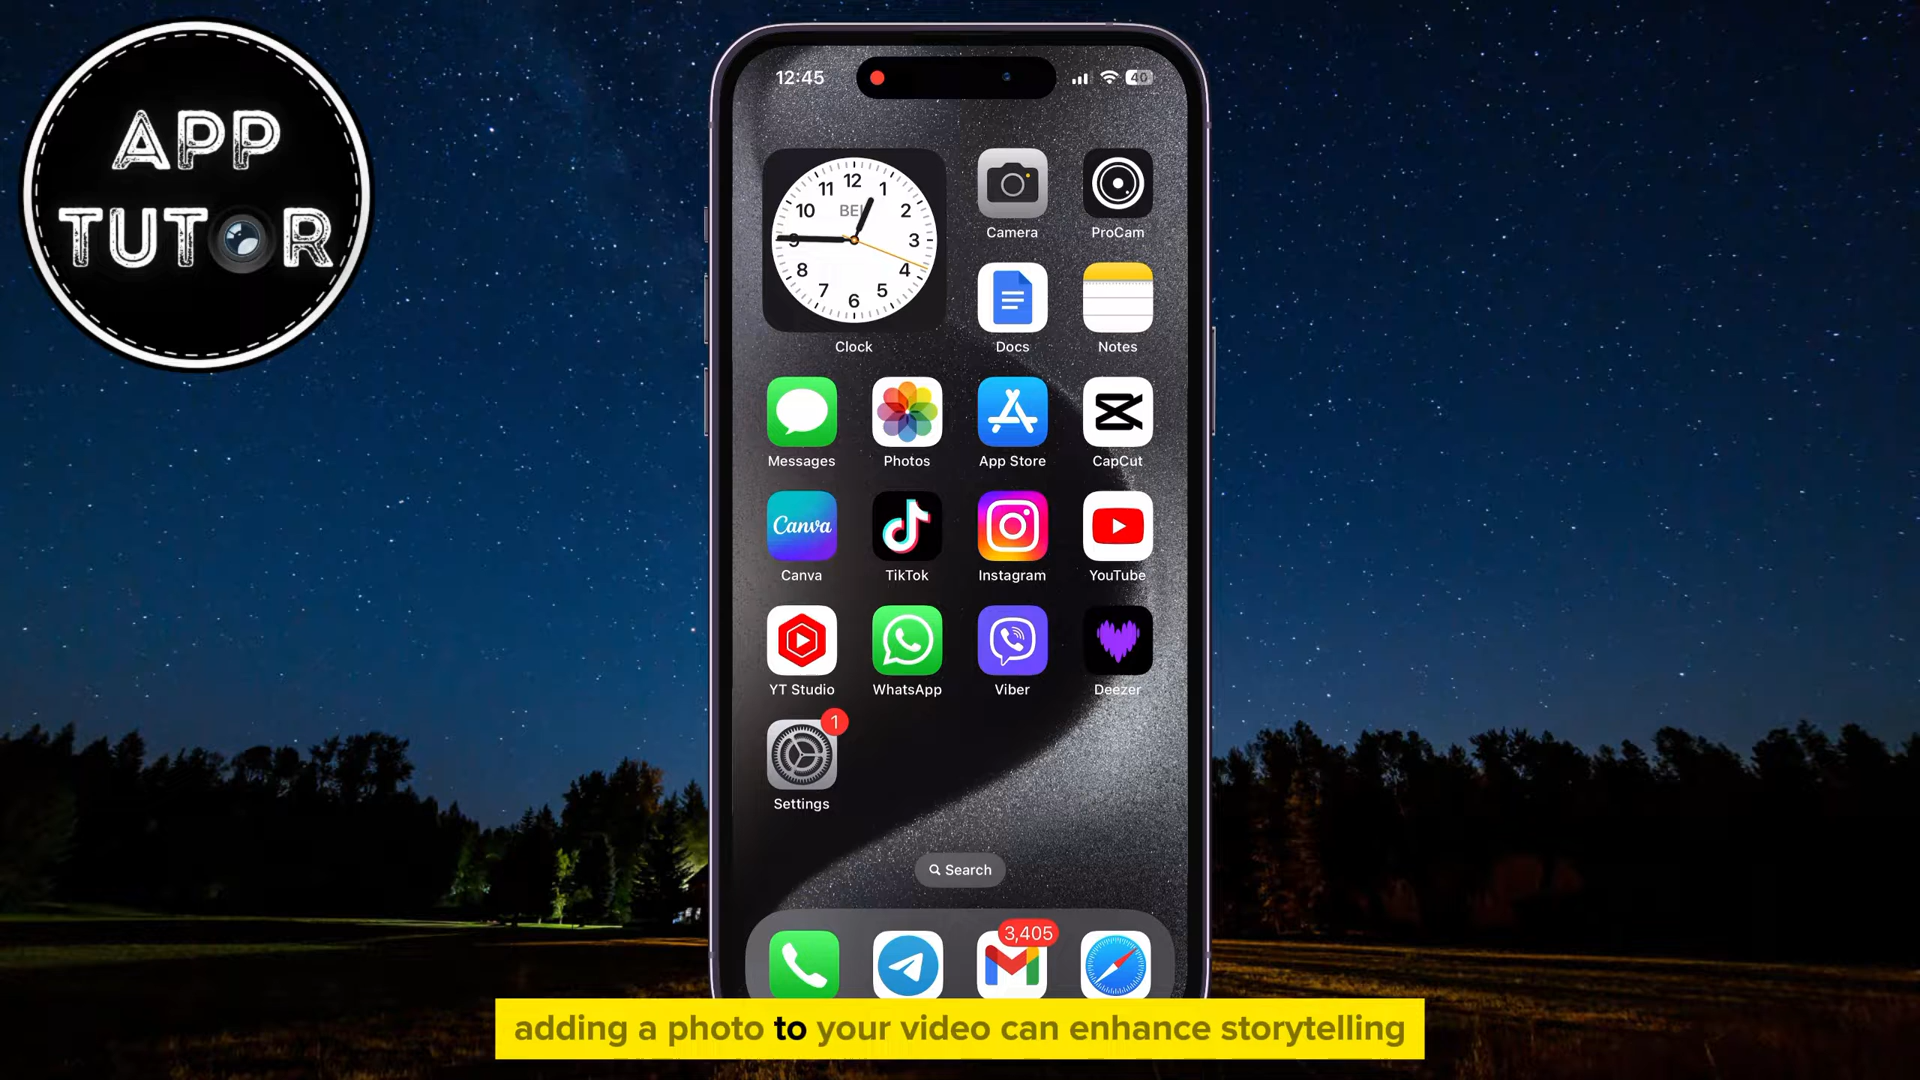 APP
TUTOR
12:45
40
11 12 1
10 BE 2
9 3
8 4
7 6 5
Clock
Camera
ProCam
Docs
Notes
Messages
Photos
App Store
CapCut
Canva
Canva
TikTok
Instagram
YouTube
YT Studio
WhatsApp
Viber
Deezer
1
Settings
Search
3,405
adding a photo to your video can enhance storytelling